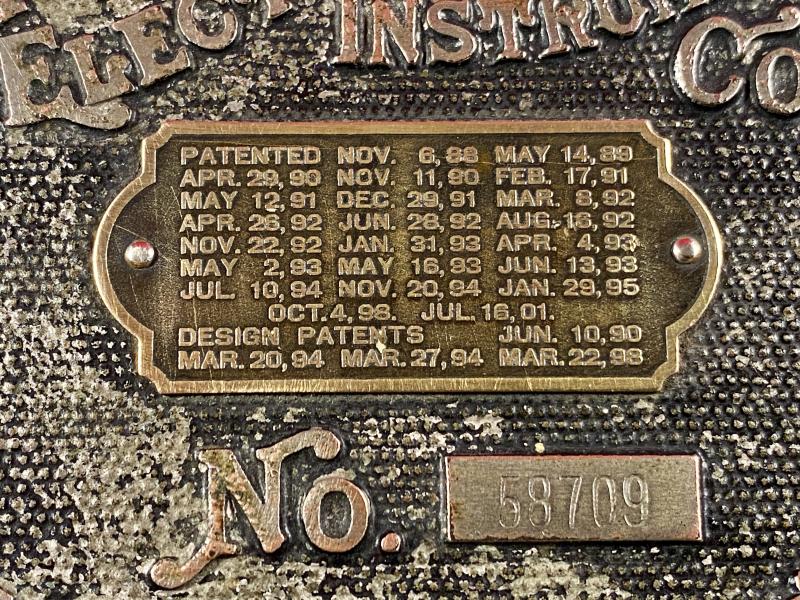 ELECT INSTRU CO
PATENTED NOV. 6,88 MAY 14,89
APR. 29,90 NOV. 11,90 FEB. 17,91
MAY 12,91 DEC. 29,91 MAR. 8,92
APR. 26,92 JUN. 28,92 AUG. 16,92
NOV. 22,92 JAN. 31,93 APR. 4,93
MAY 2,93 MAY 16,93 JUN. 13,93
JUL. 10,94 NOV. 20,94 JAN. 29,95
OCT. 4,98. JUL. 16,01.
DESIGN PATENTS JUN. 10,90
MAR. 20,94 MAR. 27,94 MAR. 22,98
No. 58709